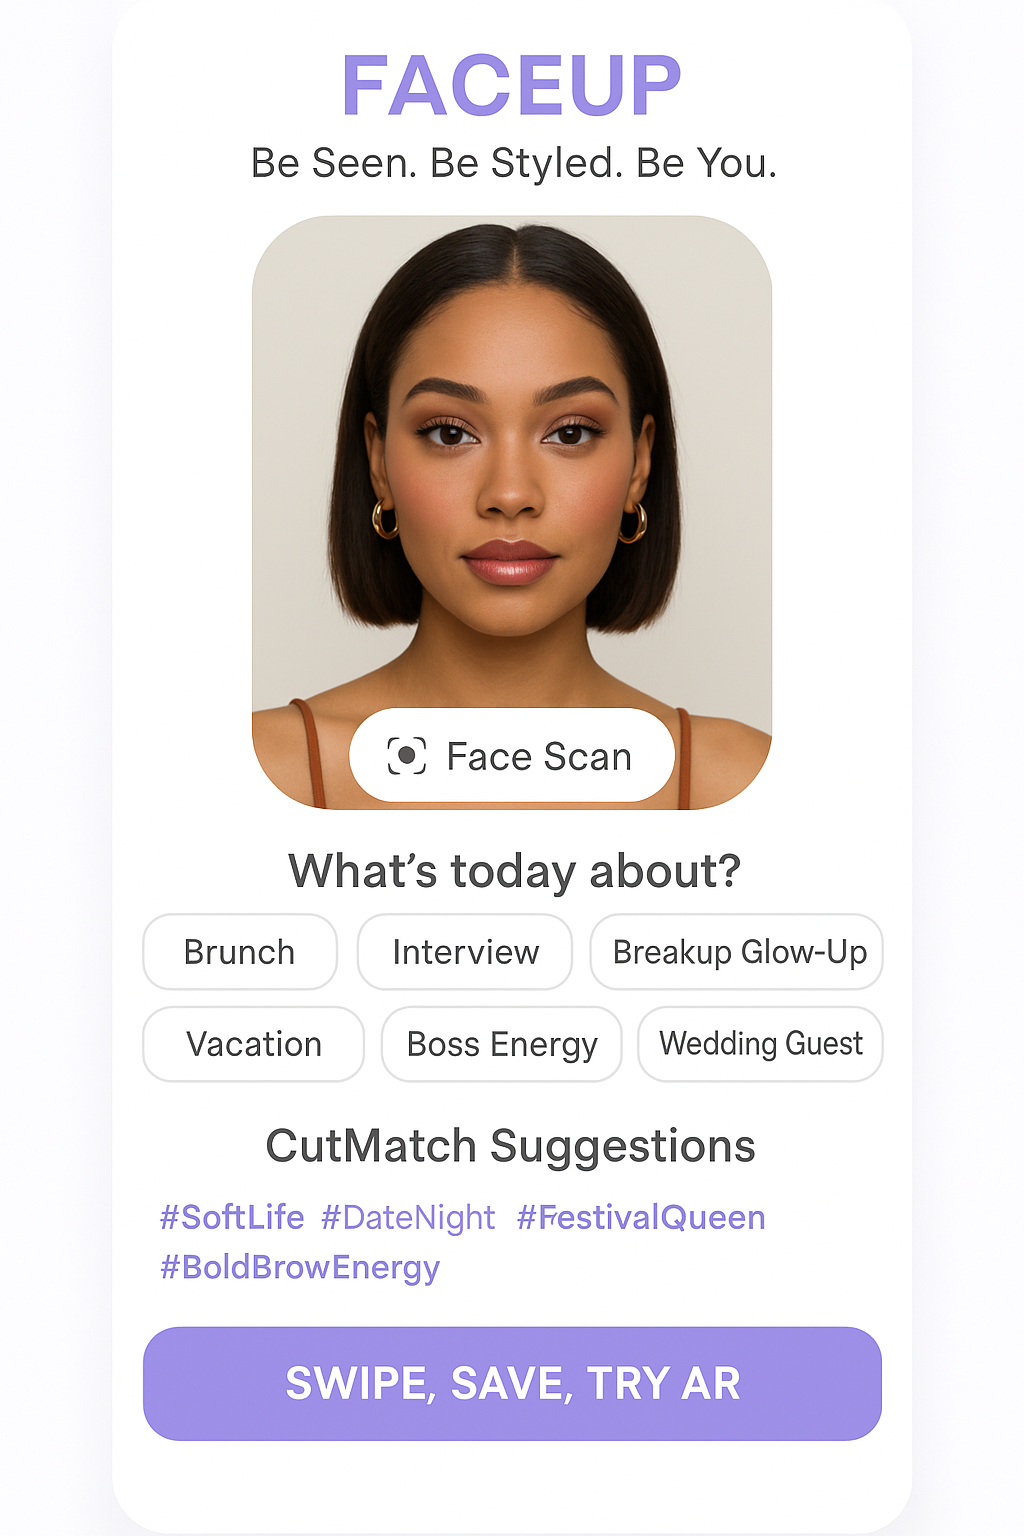 FACEUP
Be Seen. Be Styled. Be You.
Face Scan
What's today about?
Brunch Interview Breakup Glow-Up
Vacation Boss Energy Wedding Guest
CutMatch Suggestions
#SoftLife #DateNight #FestivalQueen
#BoldBrowEnergy
SWIPE, SAVE, TRY AR